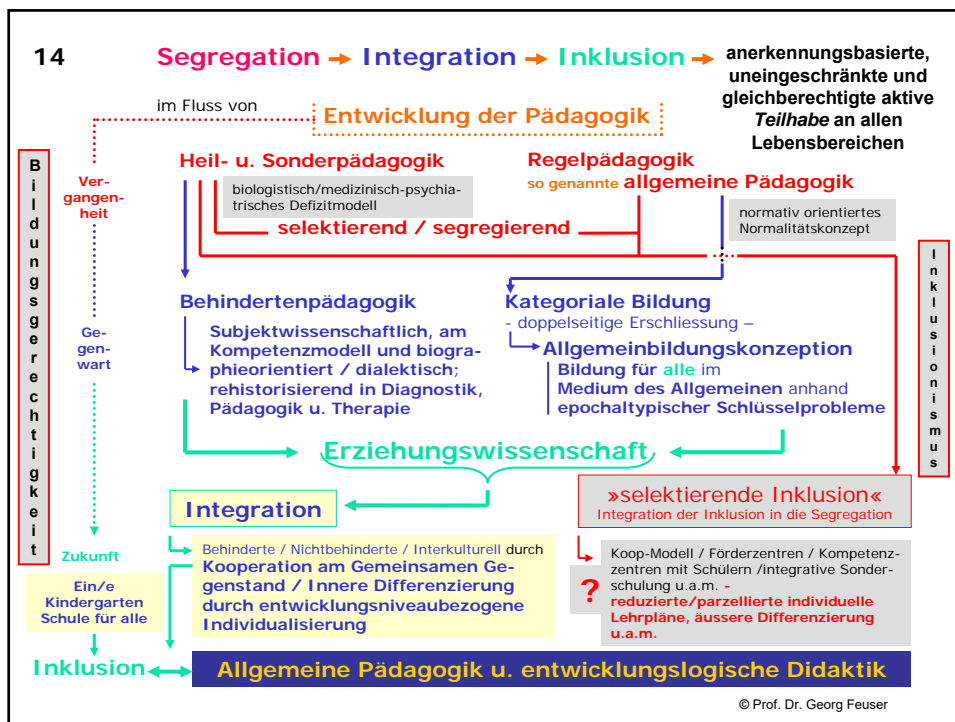 14
Segregation → Integration → Inklusion →
anerkennungsbasierte,
uneingeschränkte und
gleichberechtigte aktive
Teilhabe an allen
Lebensbereichen
im Fluss von
Entwicklung der Pädagogik
Bildungsgerechtigkeit
Ver-
gangen-
heit
Heil- u. Sonderpädagogik
biologistisch/medizinisch-psychia-
trisches Defizitmodell
Regelpädagogik
so genannte allgemeine Pädagogik
normativ orientiertes
Normalitätskonzept
selektierend / segregierend
Inklusionismus
Ge-
gen-
wart
Behindertenpädagogik
Subjektwissenschaftlich, am
Kompetenzmodell und biogra-
phieorientiert / dialektisch;
rehistorisierend in Diagnostik,
Pädagogik u. Therapie
Kategoriale Bildung
- doppelseitige Erschliessung –
Allgemeinbildungskonzeption
Bildung für alle im
Medium des Allgemeinen anhand
epochaltypischer Schlüsselprobleme
Erziehungswissenschaft
Integration
»selektierende Inklusion«
Integration der Inklusion in die Segregation
Zukunft
Ein/e
Kindergarten
Schule für alle
Behinderte / Nichtbehinderte / Interkulturell durch
Kooperation am Gemeinsamen Ge-
genstand / Innere Differenzierung
durch entwicklungsniveaubezogene
Individualisierung
?
Koop-Modell / Förderzentren / Kompetenz-
zentren mit Schülern /integrative Sonder-
schulung u.a.m. -
reduzierte/parzellierte individuelle
Lehrpläne, äussere Differenzierung
u.a.m.
Inklusion
Allgemeine Pädagogik u. entwicklungslogische Didaktik
© Prof. Dr. Georg Feuser